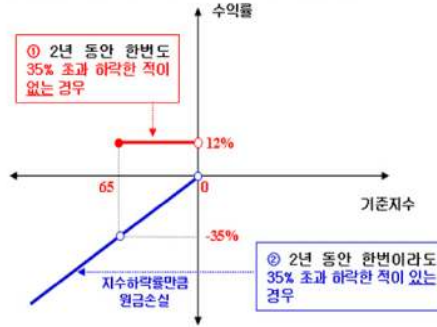 수익률
① 2년 동안 한번도
35% 초과 하락한 적이
없는 경우
12%
65
0
기준지수
-35%
② 2년 동안 한번이라도
35% 초과 하락한 적이 있는
경우
지수하락률만큼
원금손실